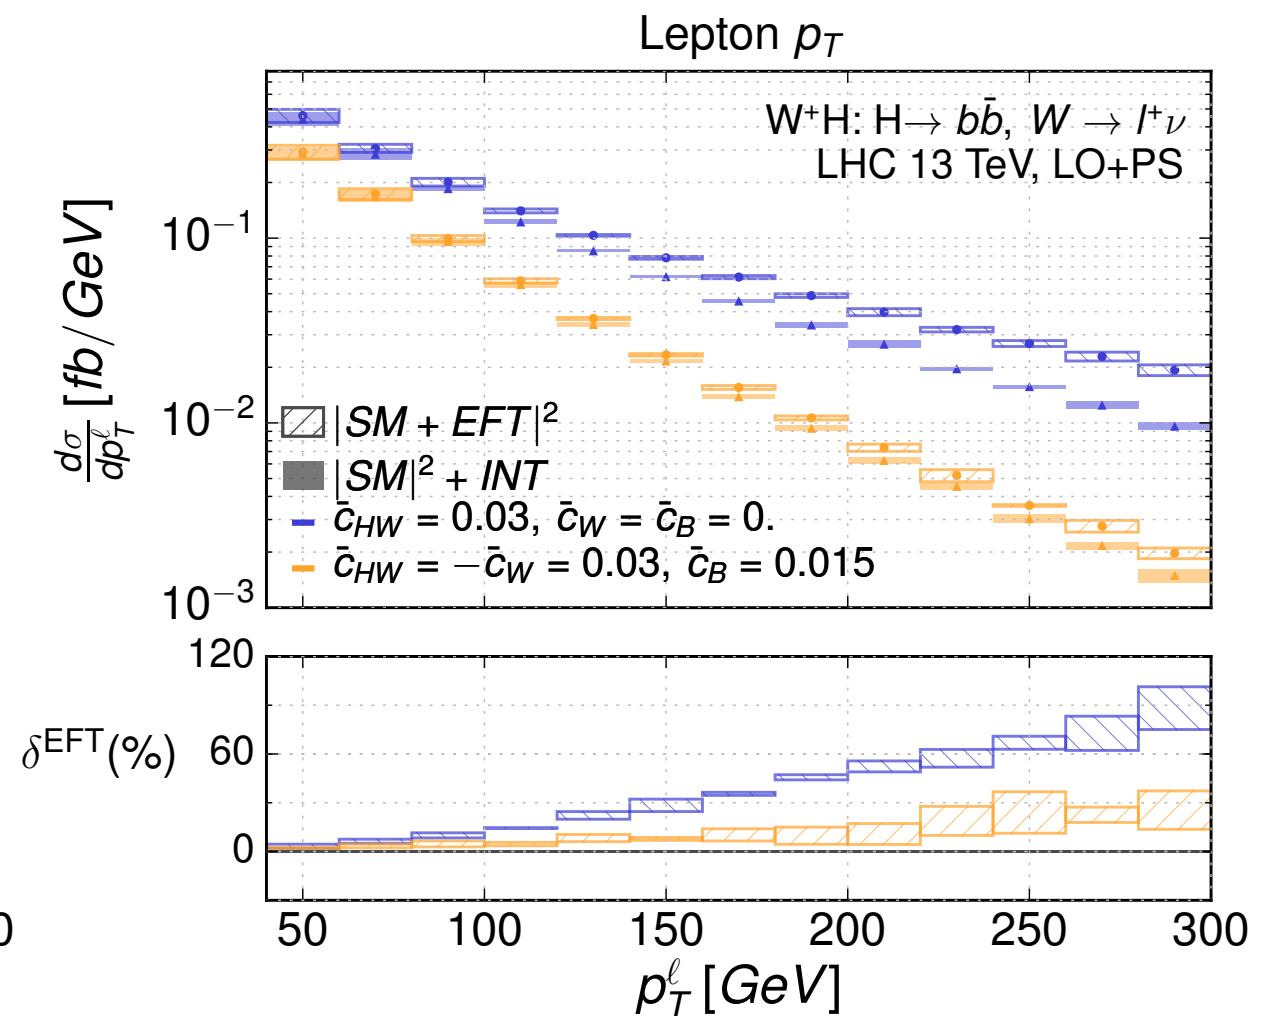 Lepton p_T
W⁺H: H→ bb̄, W → l⁺ν
LHC 13 TeV, LO+PS
dσ/dp_T^ℓ [fb/GeV]
10⁻¹
10⁻²
10⁻³
|SM + EFT|²
|SM|² + INT
c̄_HW = 0.03, c̄_W = c̄_B = 0.
c̄_HW = −c̄_W = 0.03, c̄_B = 0.015
δ^EFT(%)
120
60
0
0
50 100 150 200 250 300
p_T^ℓ [GeV]